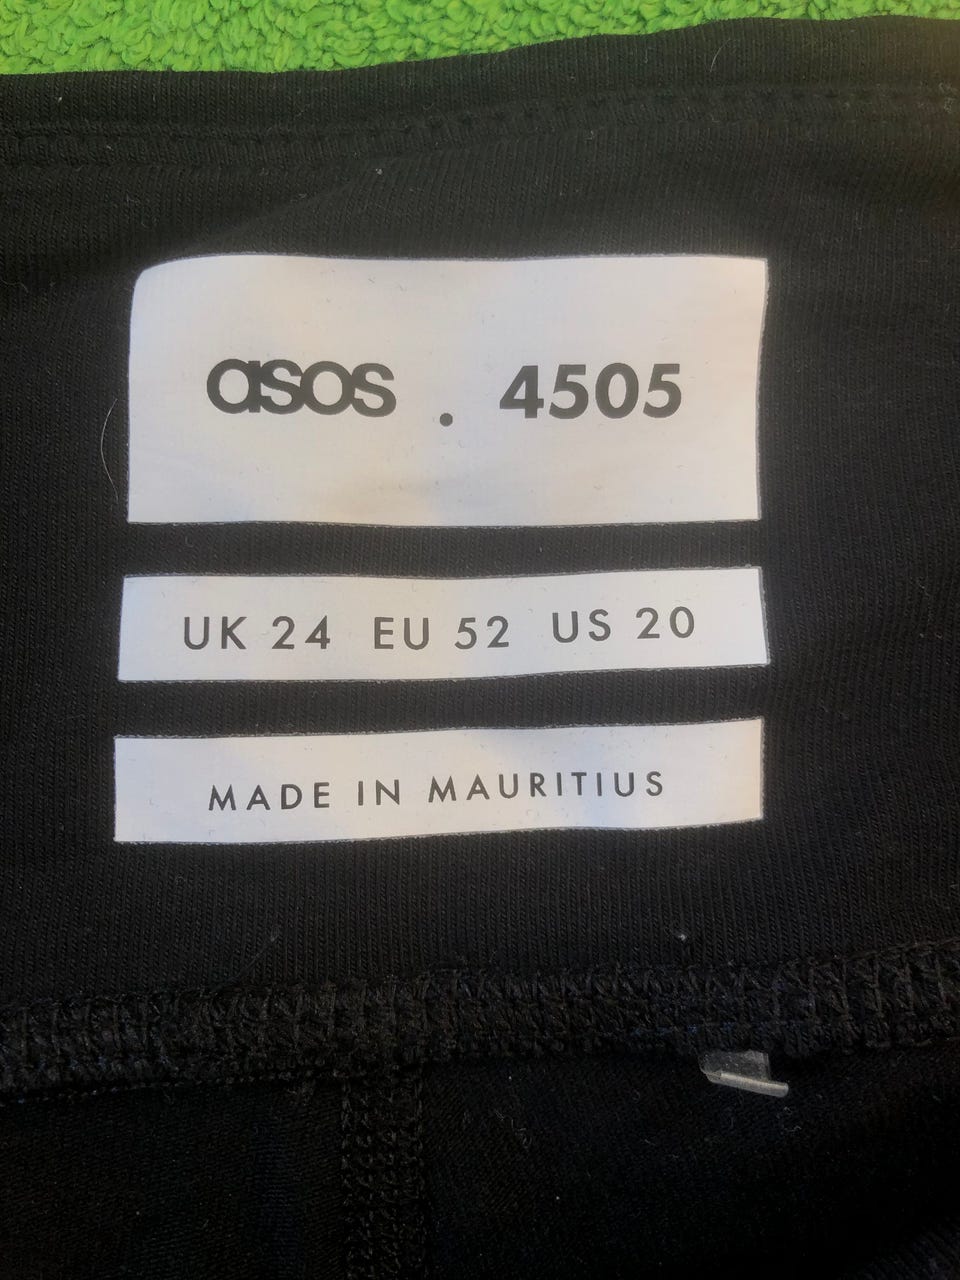 asos . 4505
UK 24 EU 52 US 20
MADE IN MAURITIUS